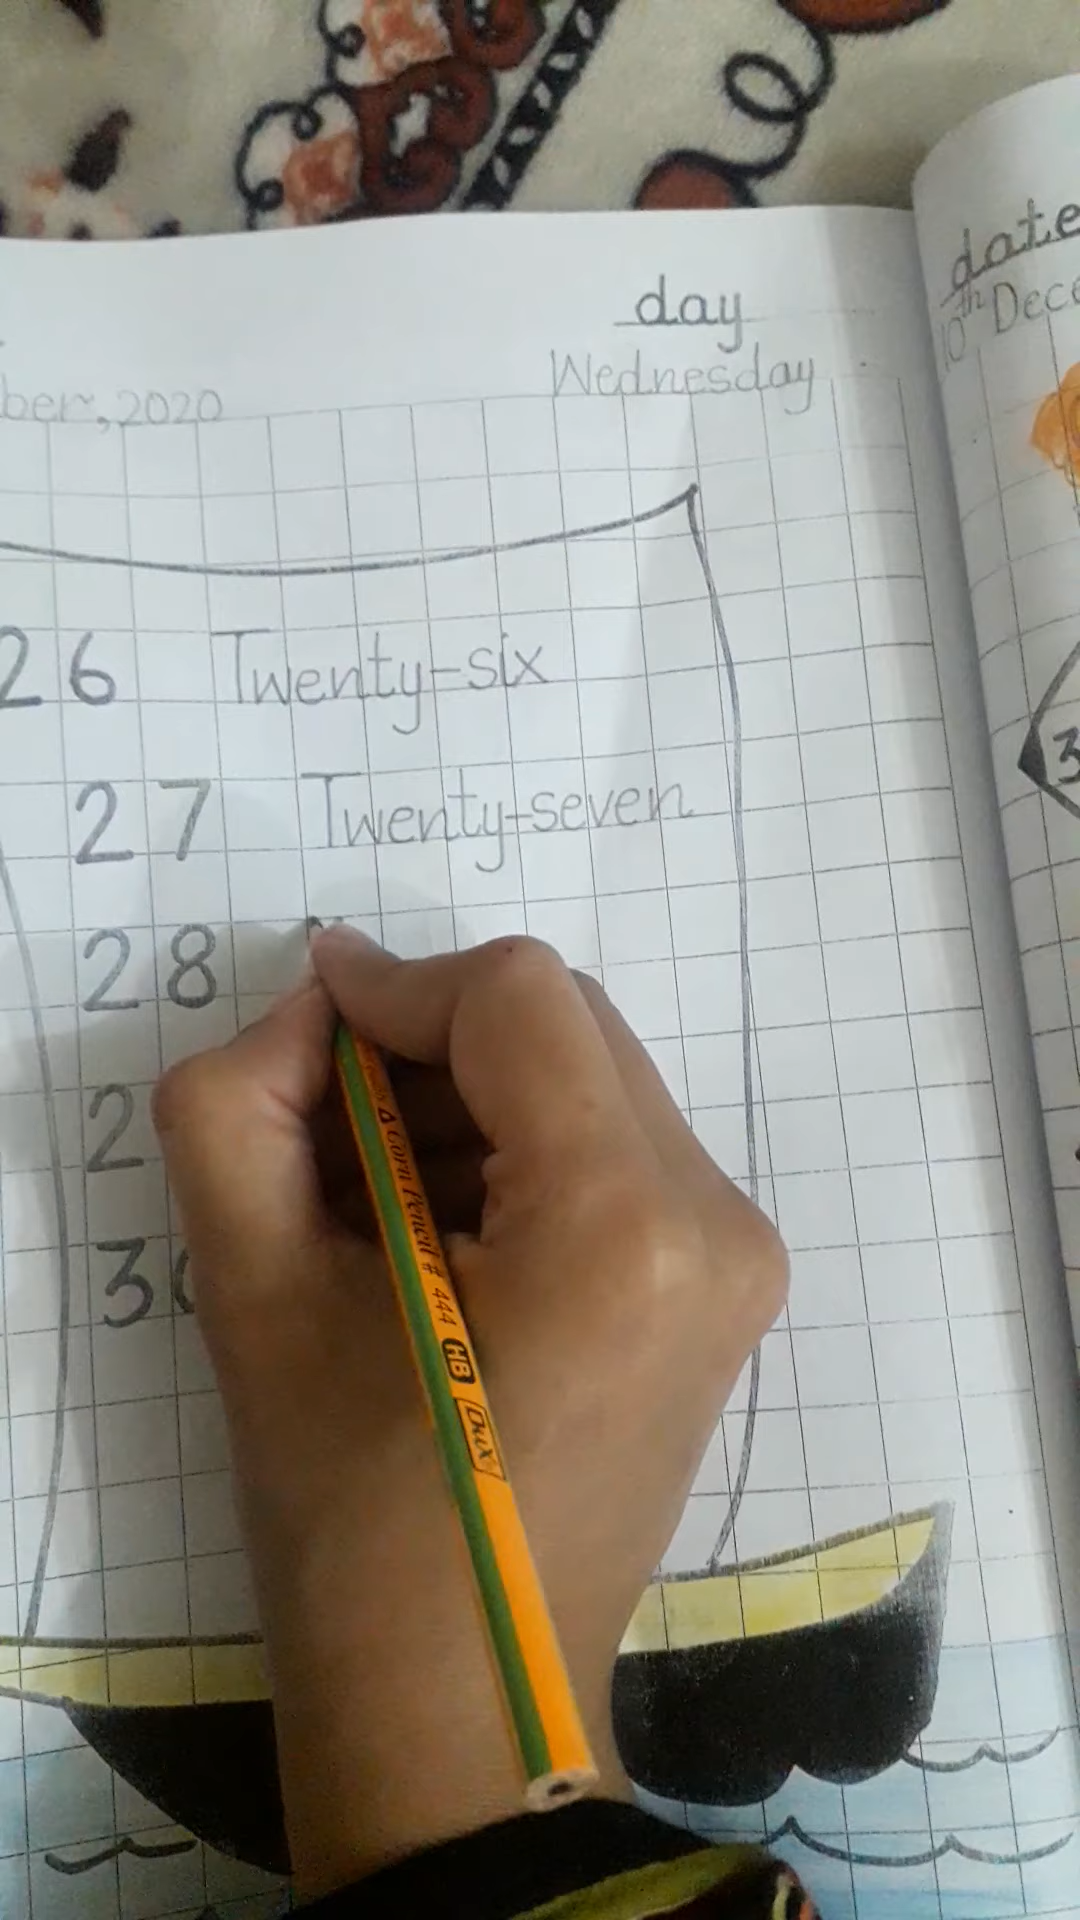 day
Wednesday
ber, 2020
26 Twenty-six
27 Twenty-seven
28
2
3
Corn Pencil # 444 HB Dux
date
10th Dece
3